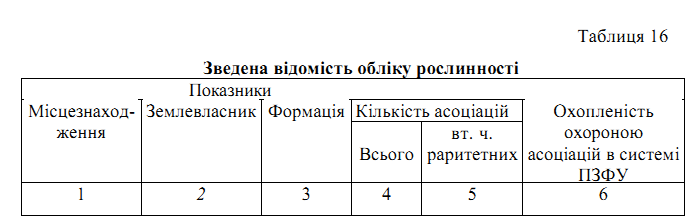 Таблиця 16
Зведена відомість обліку рослинності
Показники
Місцезнаход-
ження
Землевласник
Формація
Кількість асоціацій
Всього
вт. ч.
раритетних
Охопленість
охороною
асоціацій в системі
ПЗФУ
1 2 3 4 5 6